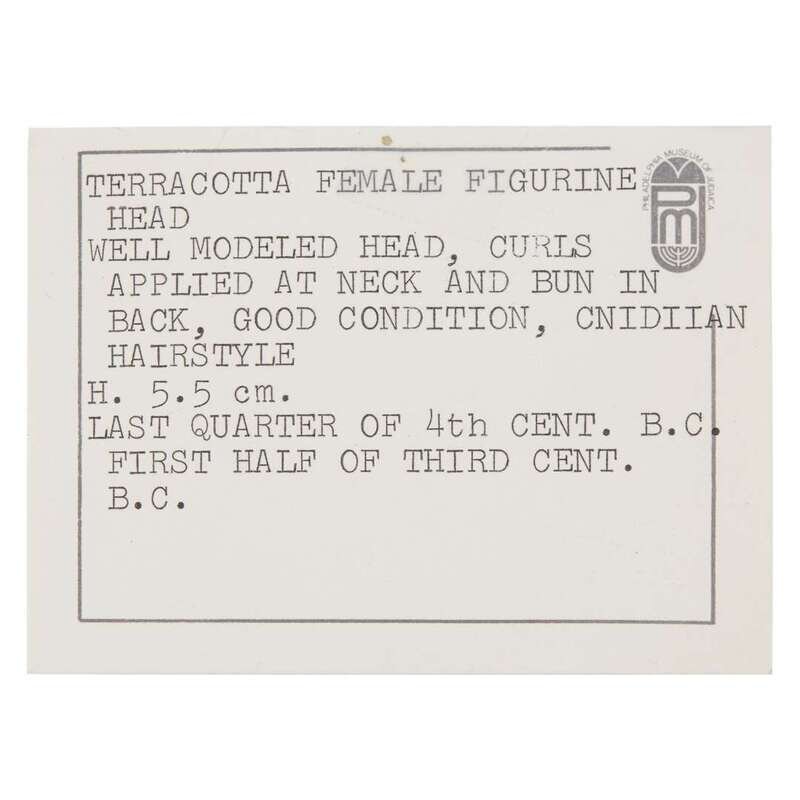 TERRACOTTA FEMALE FIGURINE
HEAD
WELL MODELED HEAD, CURLS
APPLIED AT NECK AND BUN IN
BACK, GOOD CONDITION, CNIDIIAN
HAIRSTYLE
H. 5.5 cm.
LAST QUARTER OF 4th CENT. B.C.
FIRST HALF OF THIRD CENT.
B.C.
PHILADELPHIA MUSEUM OF JUDAICA
PMJ